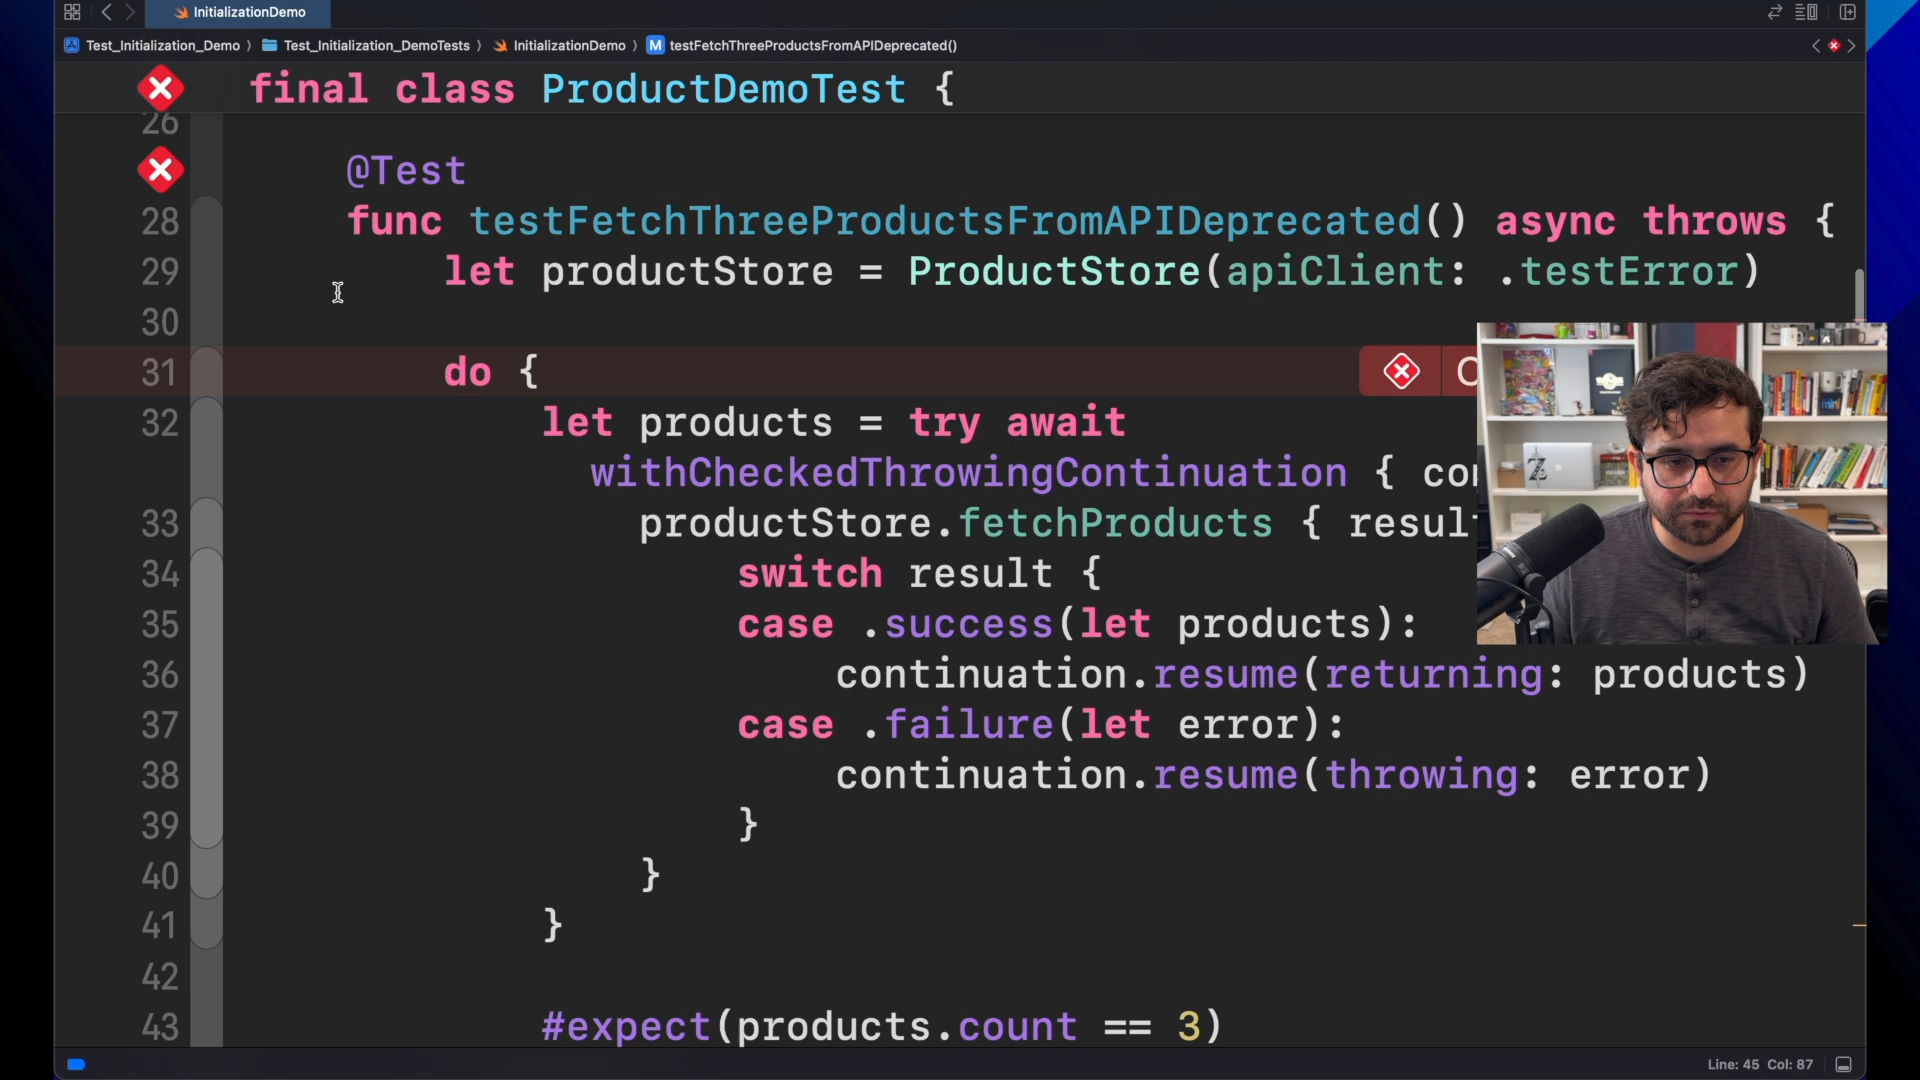 InitializationDemo
Test_Initialization_Demo Test_Initialization_DemoTests InitializationDemo M testFetchThreeProductsFromAPIDeprecated()
final class ProductDemoTest {
26
@Test
28 func testFetchThreeProductsFromAPIDeprecated() async throws {
29 let productStore = ProductStore(apiClient: .testError)
30
31 do {
32 let products = try await
withCheckedThrowingContinuation {
33 productStore.fetchProducts {
34 switch result {
35 case .success(let products):
36 continuation.resume(returning: products)
37 case .failure(let error):
38 continuation.resume(throwing: error)
39 }
40 }
41 }
42
43 #expect(products.count == 3)
Line: 45 Col: 87